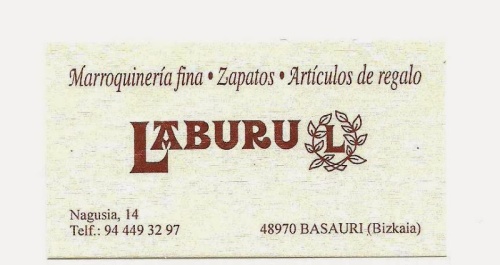 Marroquinería fina • Zapatos • Artículos de regalo
LABURU L
Nagusia, 14
Telf.: 94 449 32 97
48970 BASAURI (Bizkaia)